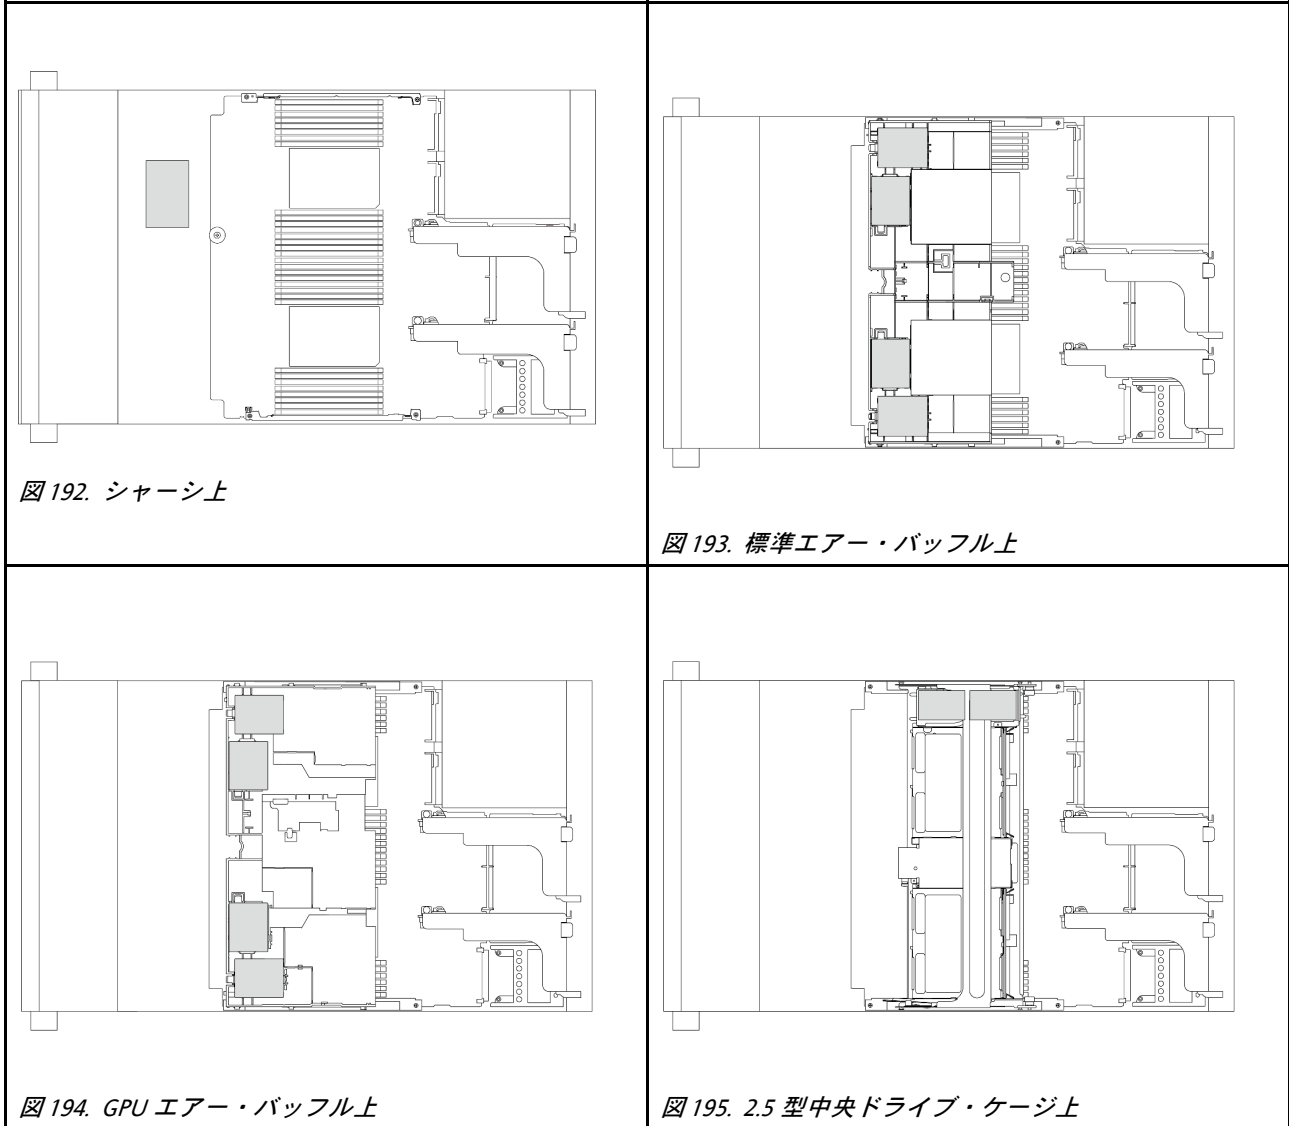 図 192. シャーシ上
図 193. 標準エアー・バッフル上
図 194. GPU エアー・バッフル上
図 195. 2.5 型中央ドライブ・ケージ上